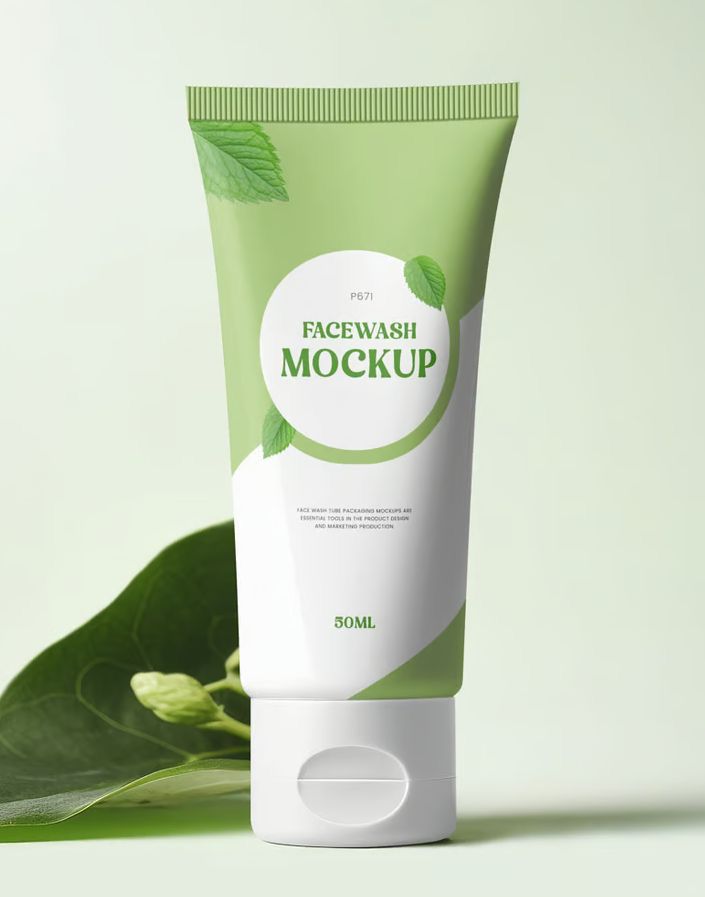 P671
FACEWASH
MOCKUP
FACE WASH TUBE PACKAGING MOCKUPS ARE
ESSENTIAL TOOLS IN THE PRODUCT DESIGN
AND MARKETING PRODUCTION.
50ML